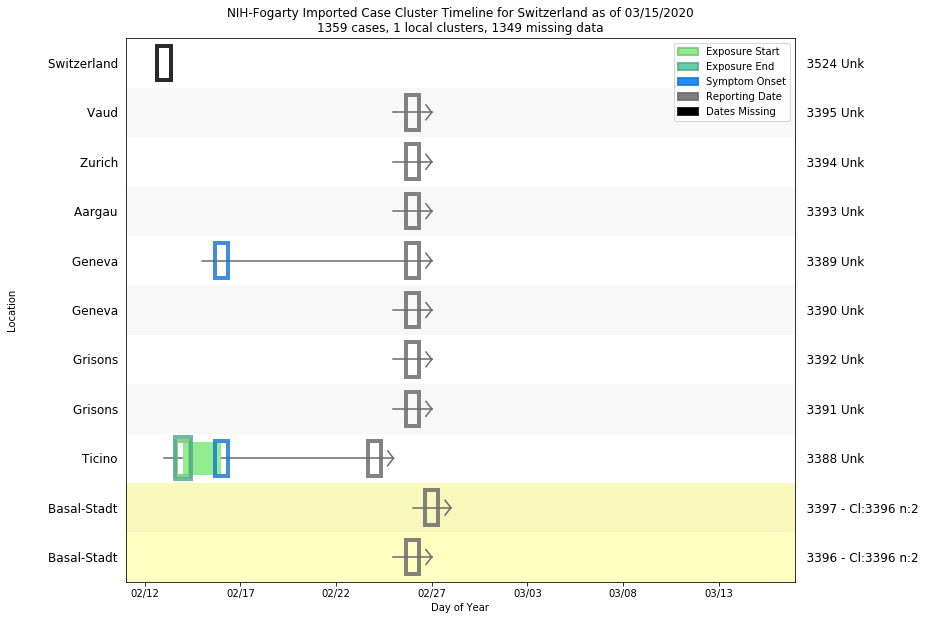 NIH-Fogarty Imported Case Cluster Timeline for Switzerland as of 03/15/2020
1359 cases, 1 local clusters, 1349 missing data
Exposure Start
Exposure End
Symptom Onset
Reporting Date
Dates Missing
Switzerland 3524 Unk
Vaud 3395 Unk
Zurich 3394 Unk
Aargau 3393 Unk
Geneva 3389 Unk
Geneva 3390 Unk
Grisons 3392 Unk
Grisons 3391 Unk
Ticino 3388 Unk
Basal-Stadt 3397 - Cl:3396 n:2
Basal-Stadt 3396 - Cl:3396 n:2
Location
02/12 02/17 02/22 02/27 03/03 03/08 03/13
Day of Year